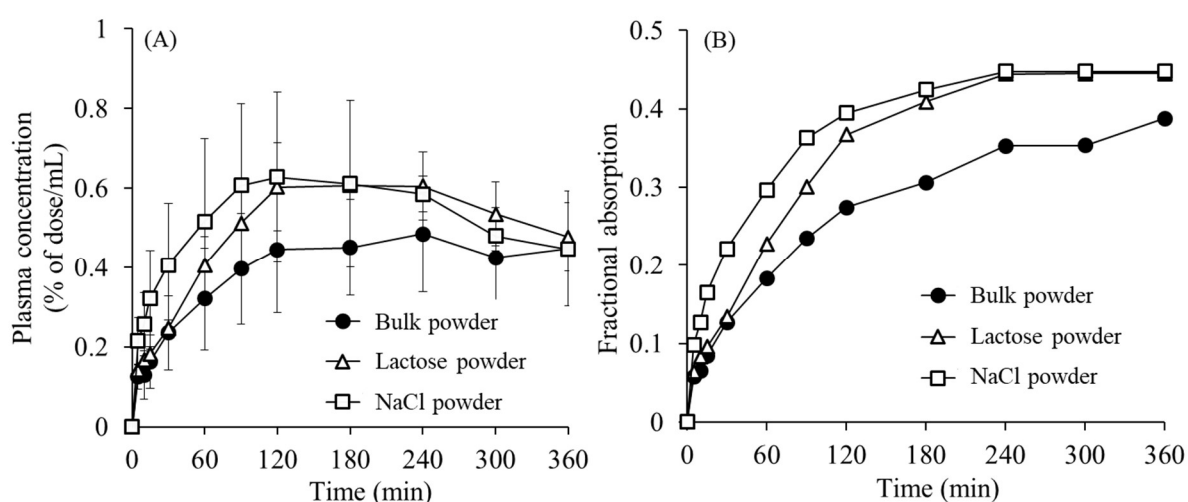 (A)
Plasma concentration
(% of dose/mL)
1
0.8
0.6
0.4
0.2
0
Bulk powder
Lactose powder
NaCl powder
0 60 120 180 240 300 360
Time (min)
(B)
Fractional absorption
0.5
0.4
0.3
0.2
0.1
0
Bulk powder
Lactose powder
NaCl powder
0 60 120 180 240 300 360
Time (min)